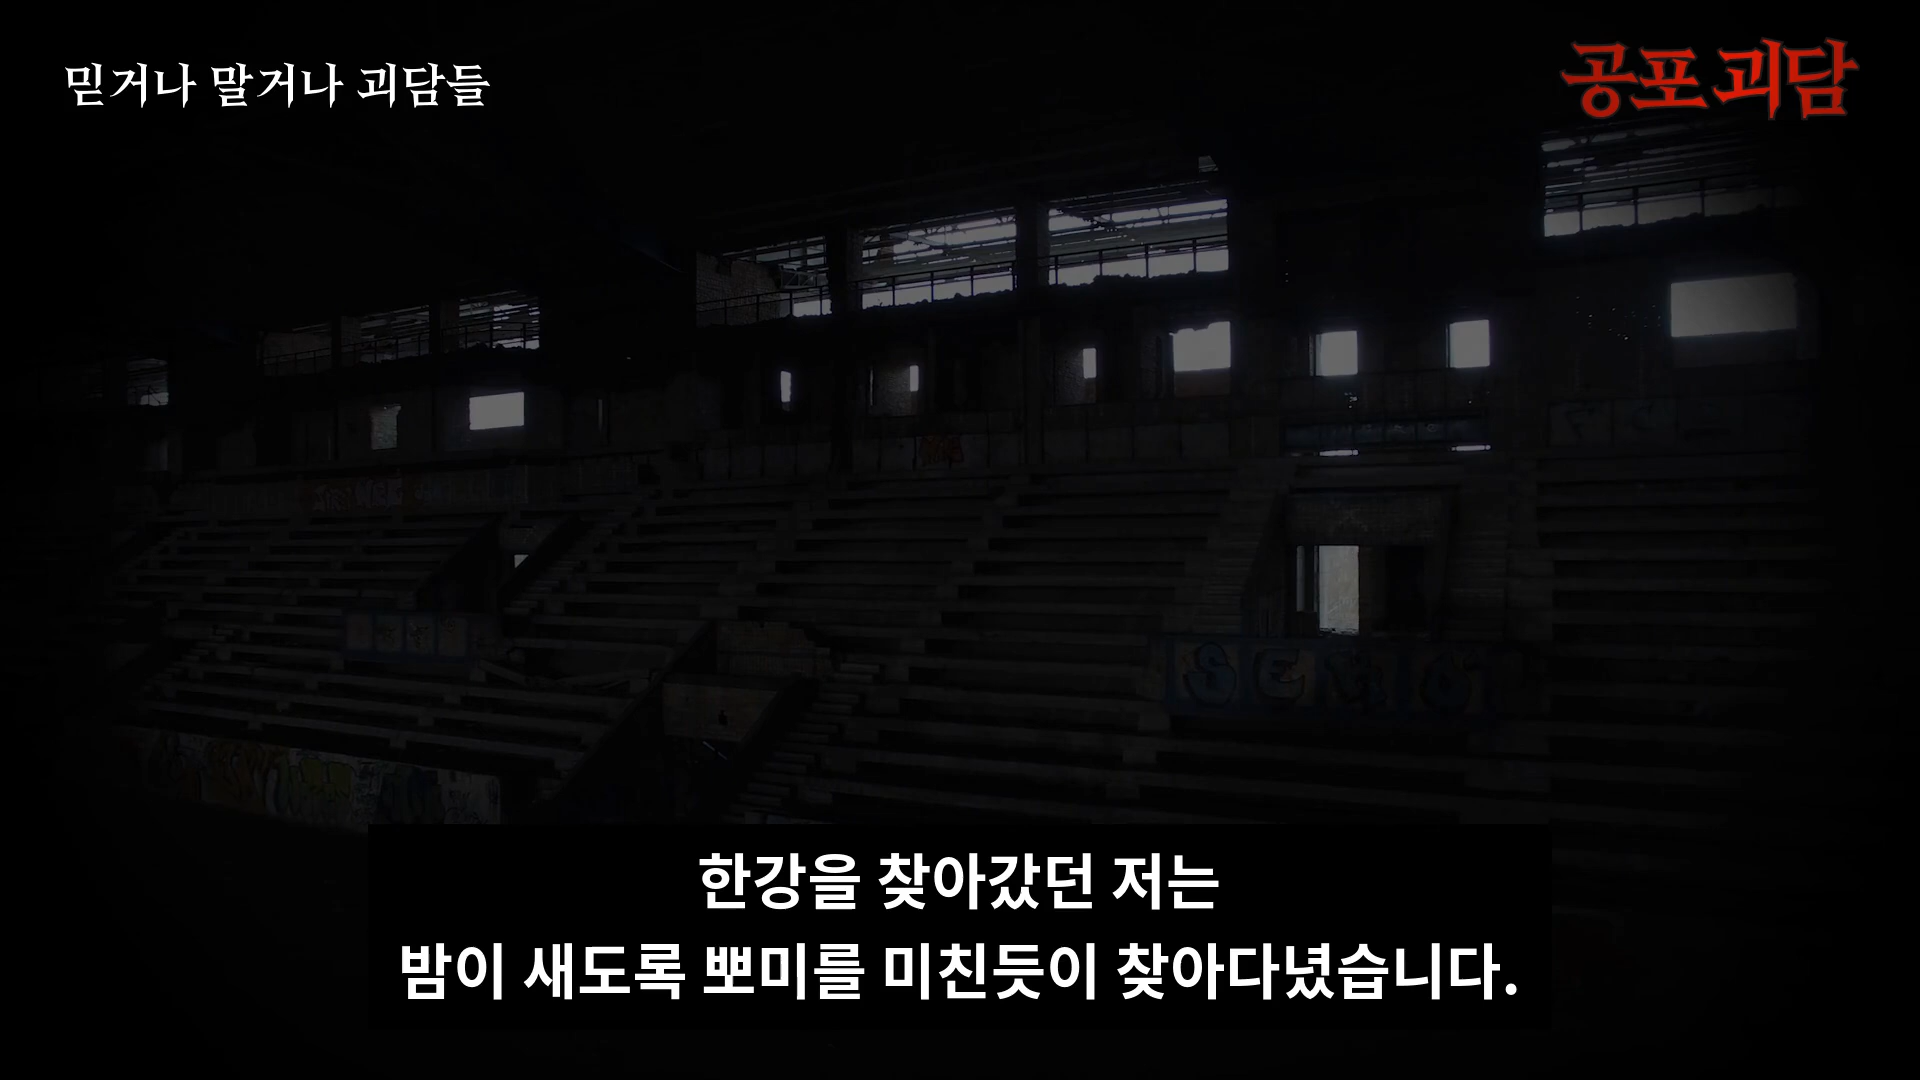 믿거나 말거나 괴담들
공포 괴담
한강을 찾아갔던 저는
밤이 새도록 뽀미를 미친듯이 찾아다녔습니다.